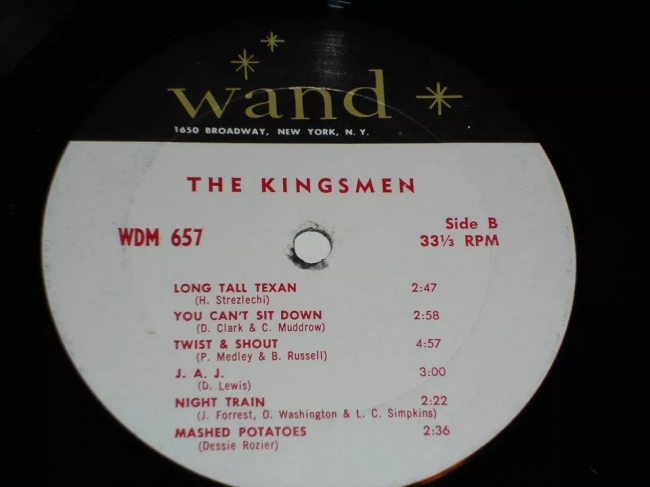 wand
1650 BROADWAY, NEW YORK, N. Y.
THE KINGSMEN
WDM 657
Side B
33⅓ RPM
LONG TALL TEXAN 2:47
(H. Strezlechi)
YOU CAN'T SIT DOWN 2:58
(D. Clark & C. Muddrow)
TWIST & SHOUT 4:57
(P. Medley & B. Russell)
J. A. J. 3:00
(D. Lewis)
NIGHT TRAIN 2:22
(J. Forrest, O. Washington & L. C. Simpkins)
MASHED POTATOES 2:36
(Dessie Rozier)